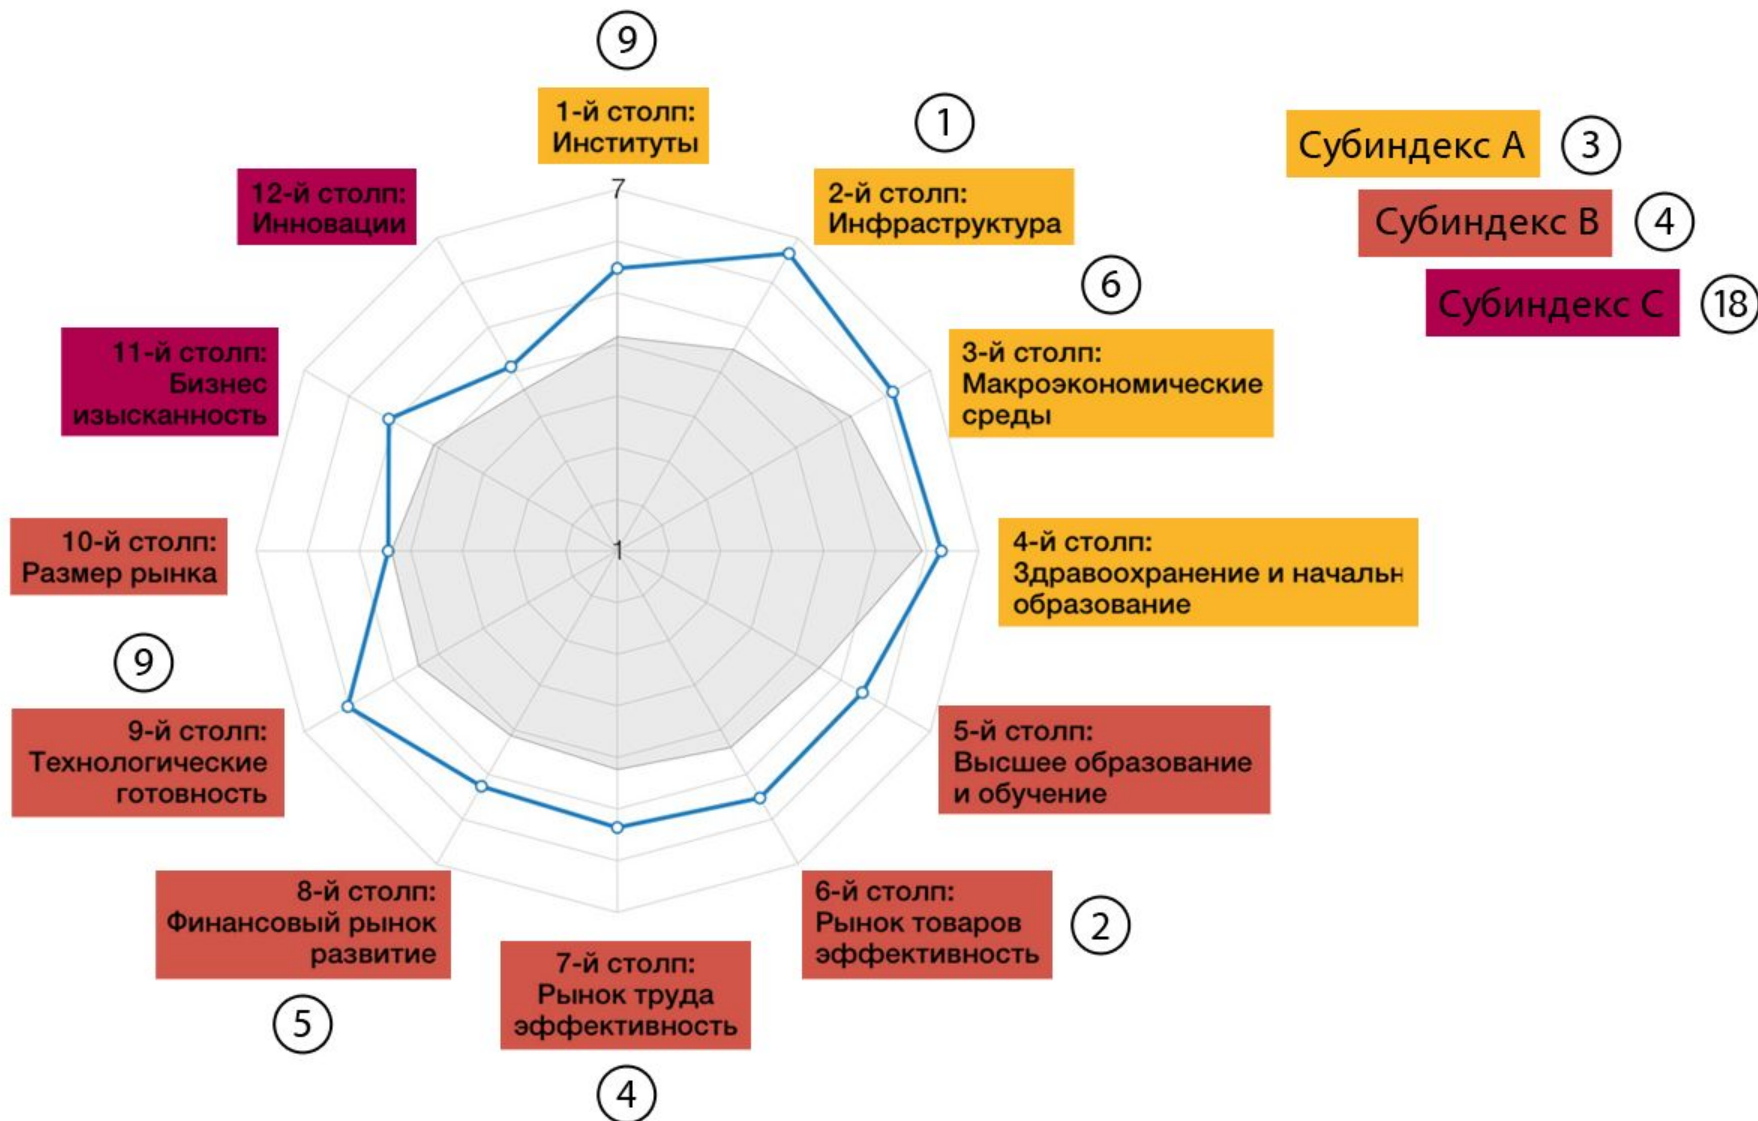 9
1-й столп:
Институты
1
2-й столп:
Инфраструктура
6
3-й столп:
Макроэкономические
среды
4-й столп:
Здравоохранение и начальн
образование
5-й столп:
Высшее образование
и обучение
6-й столп:
Рынок товаров
эффективность
2
7-й столп:
Рынок труда
эффективность
4
8-й столп:
Финансовый рынок
развитие
5
9
9-й столп:
Технологические
готовность
10-й столп:
Размер рынка
11-й столп:
Бизнес
изысканность
12-й столп:
Инновации
7
1
Субиндекс А
3
Субиндекс В
4
Субиндекс С
18